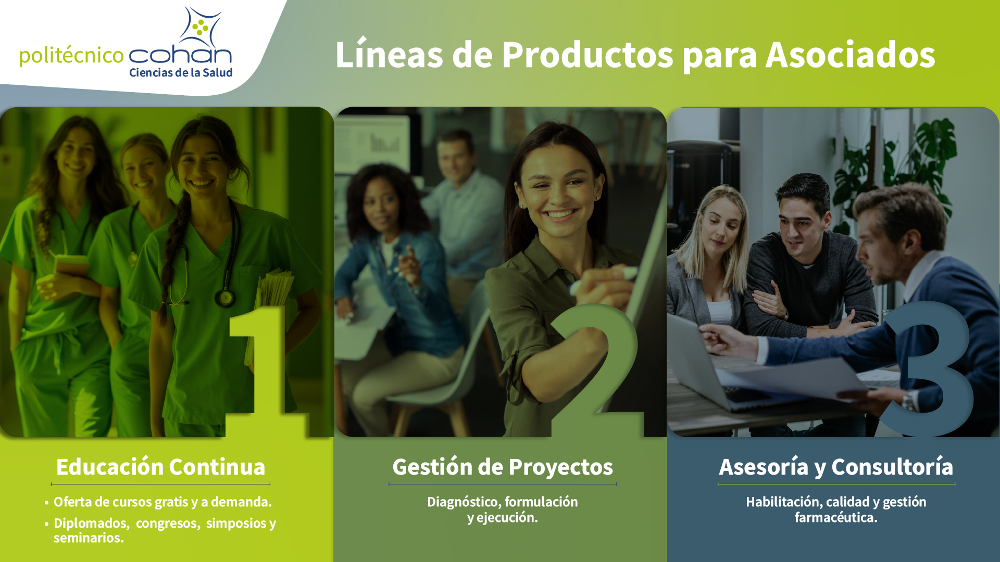 politécnico cohan
Ciencias de la Salud
Líneas de Productos para Asociados
1
Educación Continua
• Oferta de cursos gratis y a demanda.
• Diplomados, congresos, simposios y
seminarios.
2
Gestión de Proyectos
Diagnóstico, formulación
y ejecución.
3
Asesoría y Consultoría
Habilitación, calidad y gestión
farmacéutica.